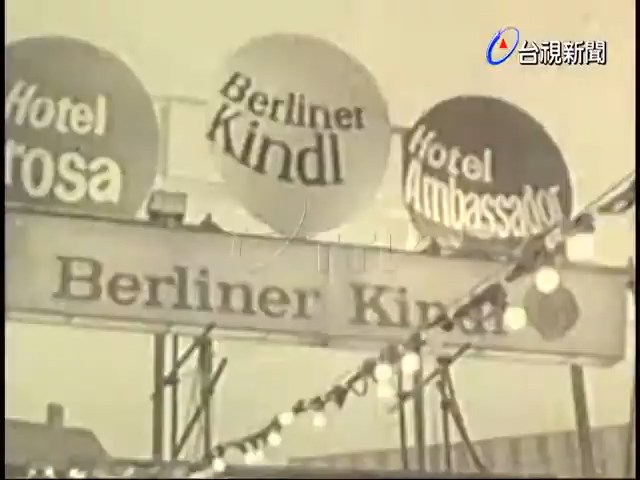 台視新聞
Hotel
rosa
Berliner
Kindl
Hotel
Ambassador
Berliner Kindl